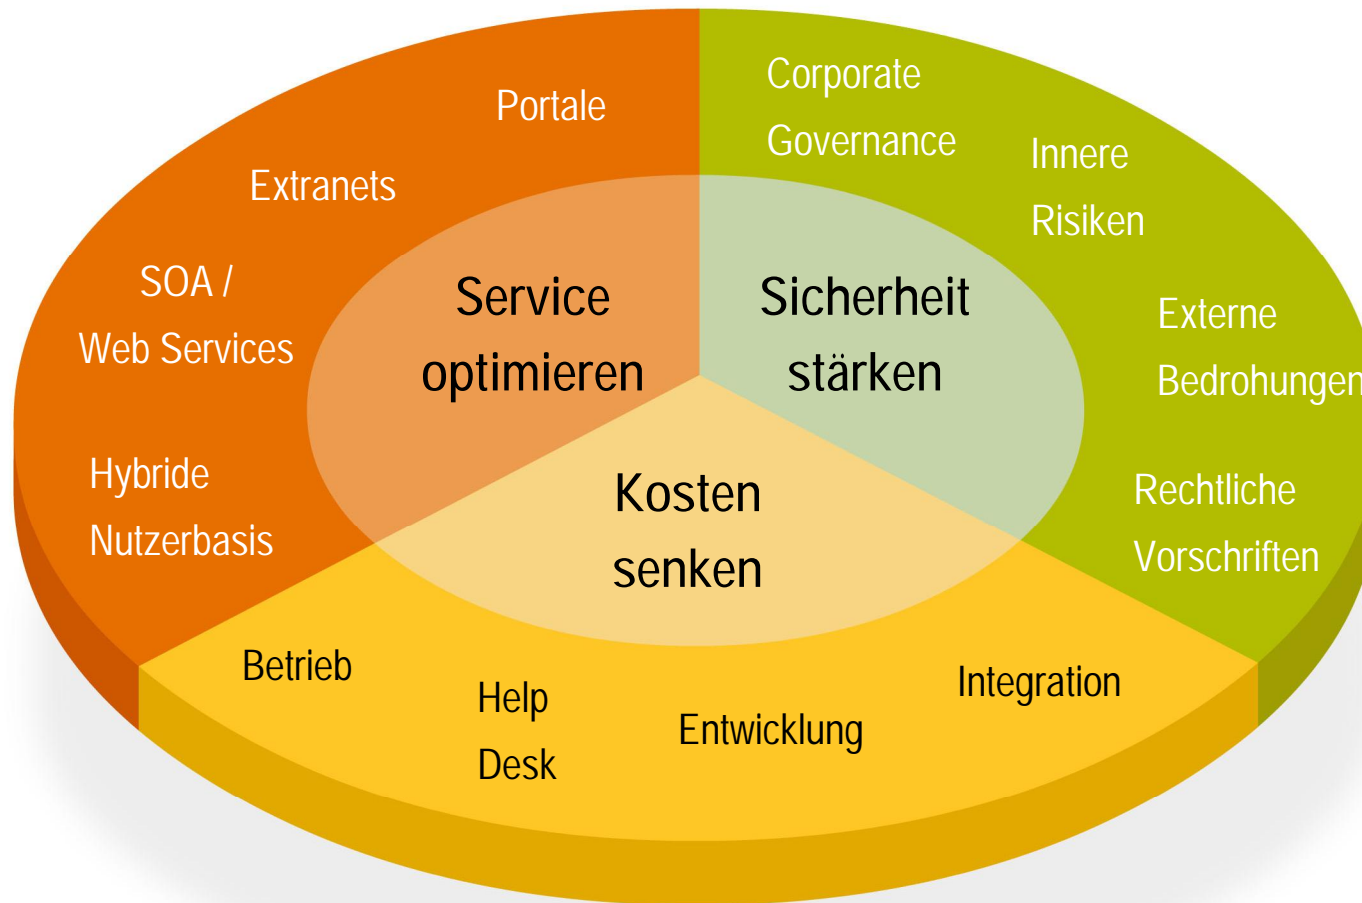 Portale
Extranets
SOA /
Web Services
Hybride
Nutzerbasis
Service
optimieren
Corporate
Governance
Innere
Risiken
Externe
Bedrohungen
Rechtliche
Vorschriften
Sicherheit
stärken
Kosten
senken
Betrieb
Help
Desk
Entwicklung
Integration